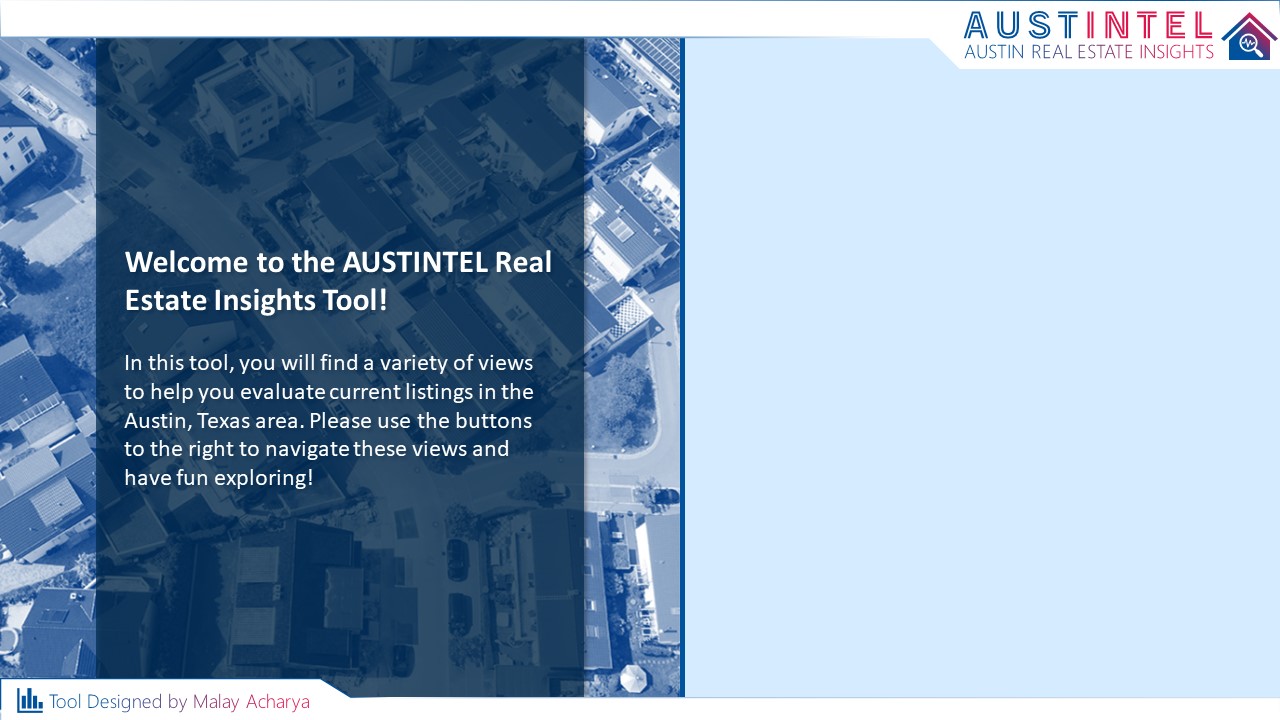 AUSTINTEL
AUSTIN REAL ESTATE INSIGHTS
Welcome to the AUSTINTEL Real
Estate Insights Tool!
In this tool, you will find a variety of views
to help you evaluate current listings in the
Austin, Texas area. Please use the buttons
to the right to navigate these views and
have fun exploring!
Tool Designed by Malay Acharya